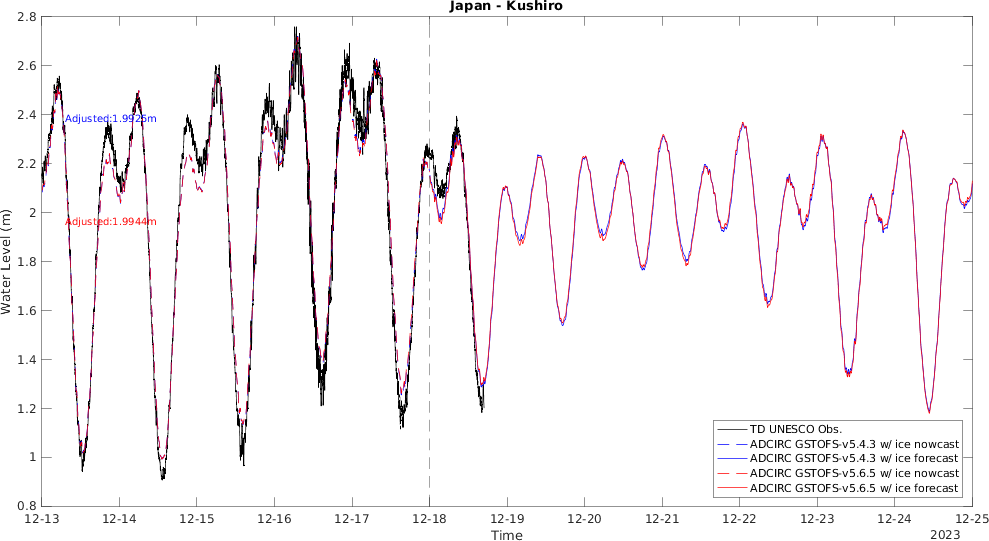 Japan - Kushiro
2.8
2.6
2.4
2.2
2
1.8
1.6
1.4
1.2
1
0.8
Water Level (m)
Adjusted:1.9925m
Adjusted:1.9944m
TD UNESCO Obs.
ADCIRC GSTOFS-v5.4.3 w/ ice nowcast
ADCIRC GSTOFS-v5.4.3 w/ ice forecast
ADCIRC GSTOFS-v5.6.5 w/ ice nowcast
ADCIRC GSTOFS-v5.6.5 w/ ice forecast
12-13 12-14 12-15 12-16 12-17 12-18 12-19 12-20 12-21 12-22 12-23 12-24 12-25
Time
2023